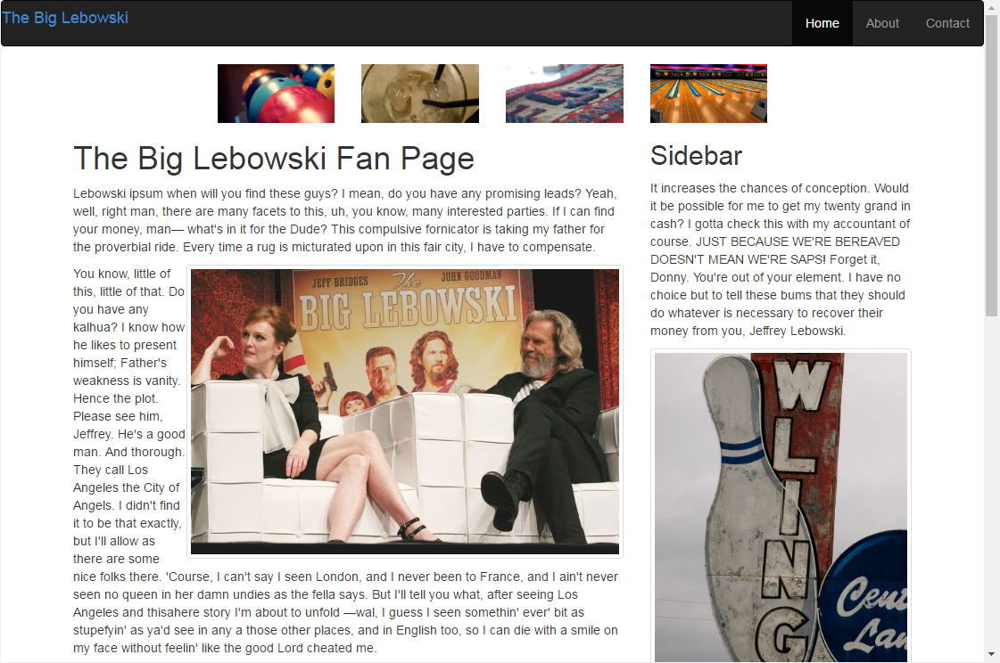 The Big Lebowski
Home
About
Contact
The Big Lebowski Fan Page
Lebowski ipsum when will you find these guys? I mean, do you have any promising leads? Yeah,
well, right man, there are many facets to this, uh, you know, many interested parties. If I can find
your money, man— what's in it for the Dude? This compulsive fornicator is taking my father for
the proverbial ride. Every time a rug is micturated upon in this fair city, I have to compensate.
You know, little of
this, little of that. Do
you have any
kalhua? I know how
he likes to present
himself; Father's
weakness is vanity.
Hence the plot.
Please see him,
Jeffrey. He's a good
man. And thorough.
They call Los
Angeles the City of
Angels. I didn't find
it to be that exactly,
but I'll allow as
there are some
nice folks there. 'Course, I can't say I seen London, and I never been to France, and I ain't never
seen no queen in her damn undies as the fella says. But I'll tell you what, after seeing Los
Angeles and thisahere story I'm about to unfold —wal, I guess I seen somethin' ever' bit as
stupefyin' as ya'd see in any a those other places, and in English too, so I can die with a smile on
my face without feelin' like the good Lord cheated me.
JEFF BRIDGES
JOHN GOODMAN
The
BIG LEBOWSKI
Sidebar
It increases the chances of conception. Would
it be possible for me to get my twenty grand in
cash? I gotta check this with my accountant of
course. JUST BECAUSE WE'RE BEREAVED
DOESN'T MEAN WE'RE SAPS! Forget it,
Donny. You're out of your element. I have no
choice but to tell these bums that they should
do whatever is necessary to recover their
money from you, Jeffrey Lebowski.
WLING
Cent
Lan